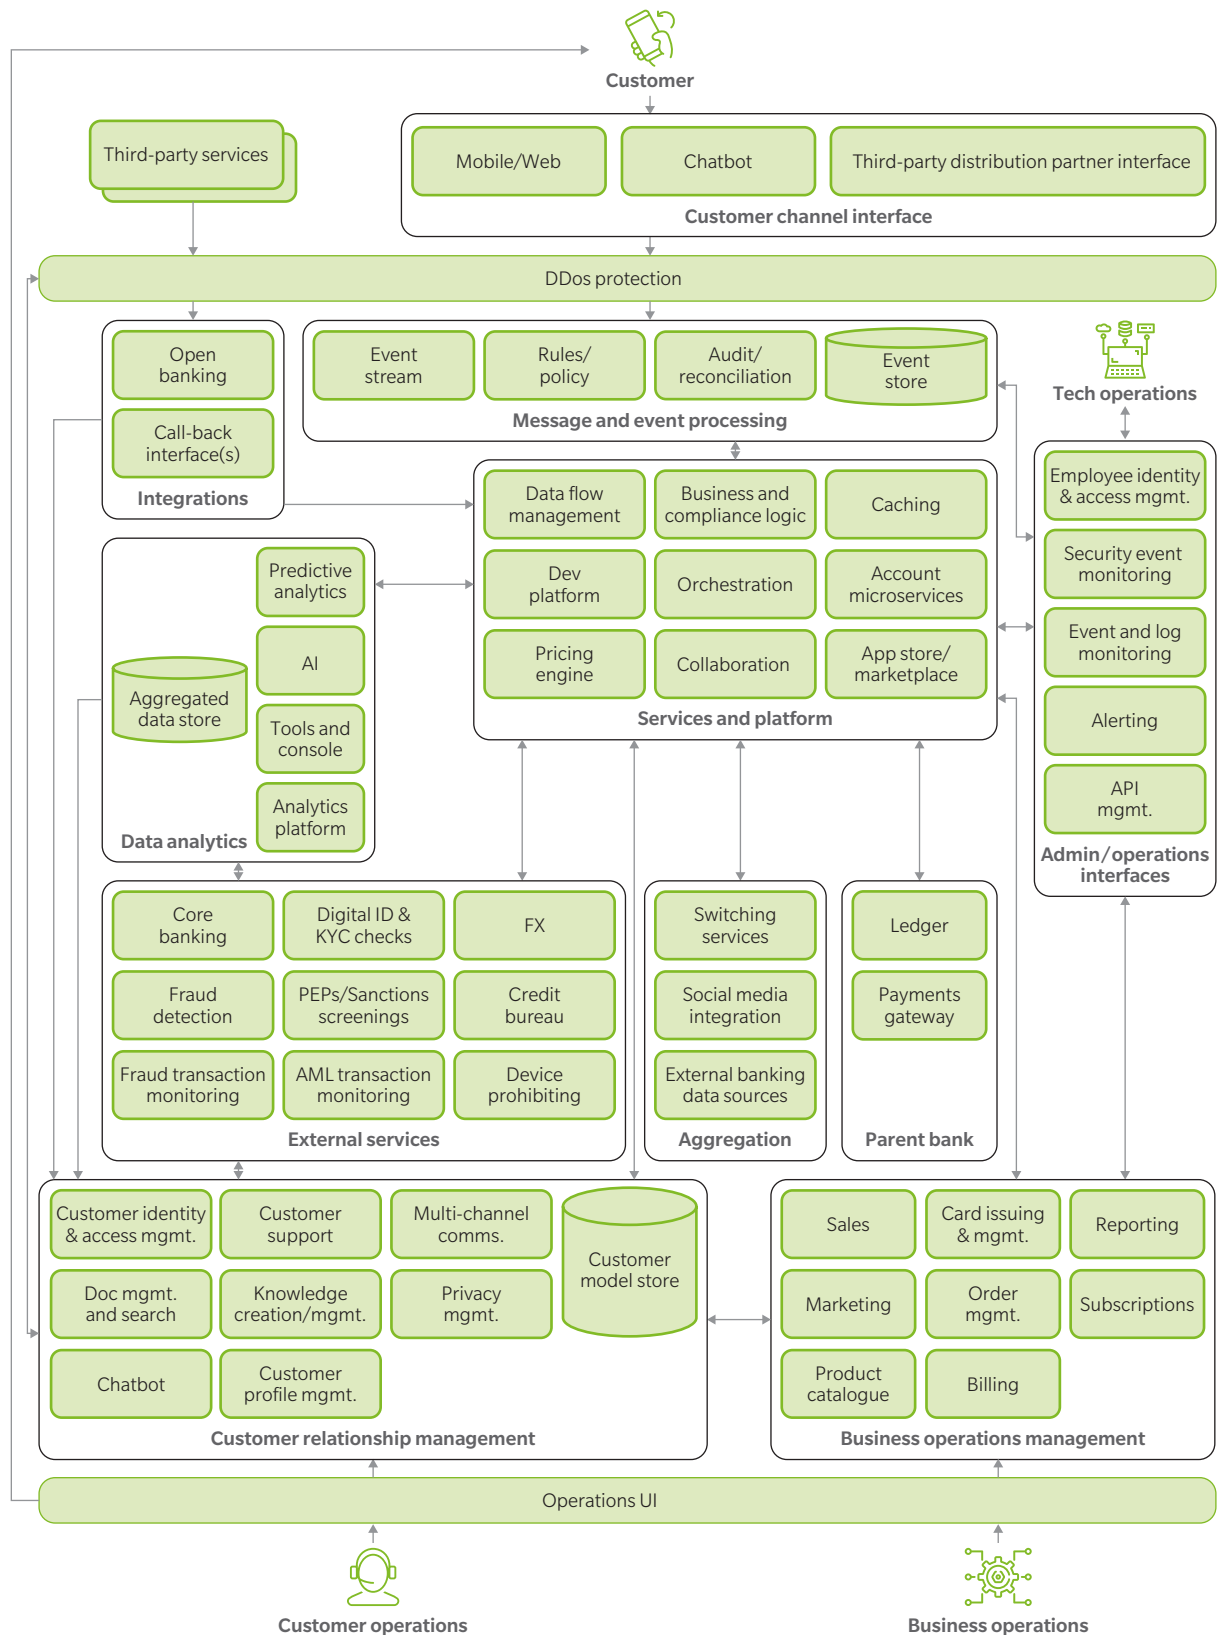 Customer
Third-party services
Mobile/Web
Chatbot
Third-party distribution partner interface
Customer channel interface
DDos protection
Open
banking
Call-back
interface(s)
Integrations
Event
stream
Rules/
policy
Audit/
reconciliation
Event
store
Message and event processing
Tech operations
Employee identity
& access mgmt.
Security event
monitoring
Event and log
monitoring
Alerting
API
mgmt.
Admin/operations
interfaces
Data flow
management
Business and
compliance logic
Caching
Dev
platform
Orchestration
Account
microservices
Pricing
engine
Collaboration
App store/
marketplace
Services and platform
Predictive
analytics
AI
Aggregated
data store
Tools and
console
Analytics
platform
Data analytics
Core
banking
Digital ID &
KYC checks
FX
Fraud
detection
PEPs/Sanctions
screenings
Credit
bureau
Fraud transaction
monitoring
AML transaction
monitoring
Device
prohibiting
External services
Switching
services
Social media
integration
External banking
data sources
Aggregation
Ledger
Payments
gateway
Parent bank
Customer identity
& access mgmt.
Customer
support
Multi-channel
comms.
Customer
model store
Doc mgmt.
and search
Knowledge
creation/mgmt.
Privacy
mgmt.
Chatbot
Customer
profile mgmt.
Customer relationship management
Sales
Card issuing
& mgmt.
Reporting
Marketing
Order
mgmt.
Subscriptions
Product
catalogue
Billing
Business operations management
Operations UI
Customer operations
Business operations